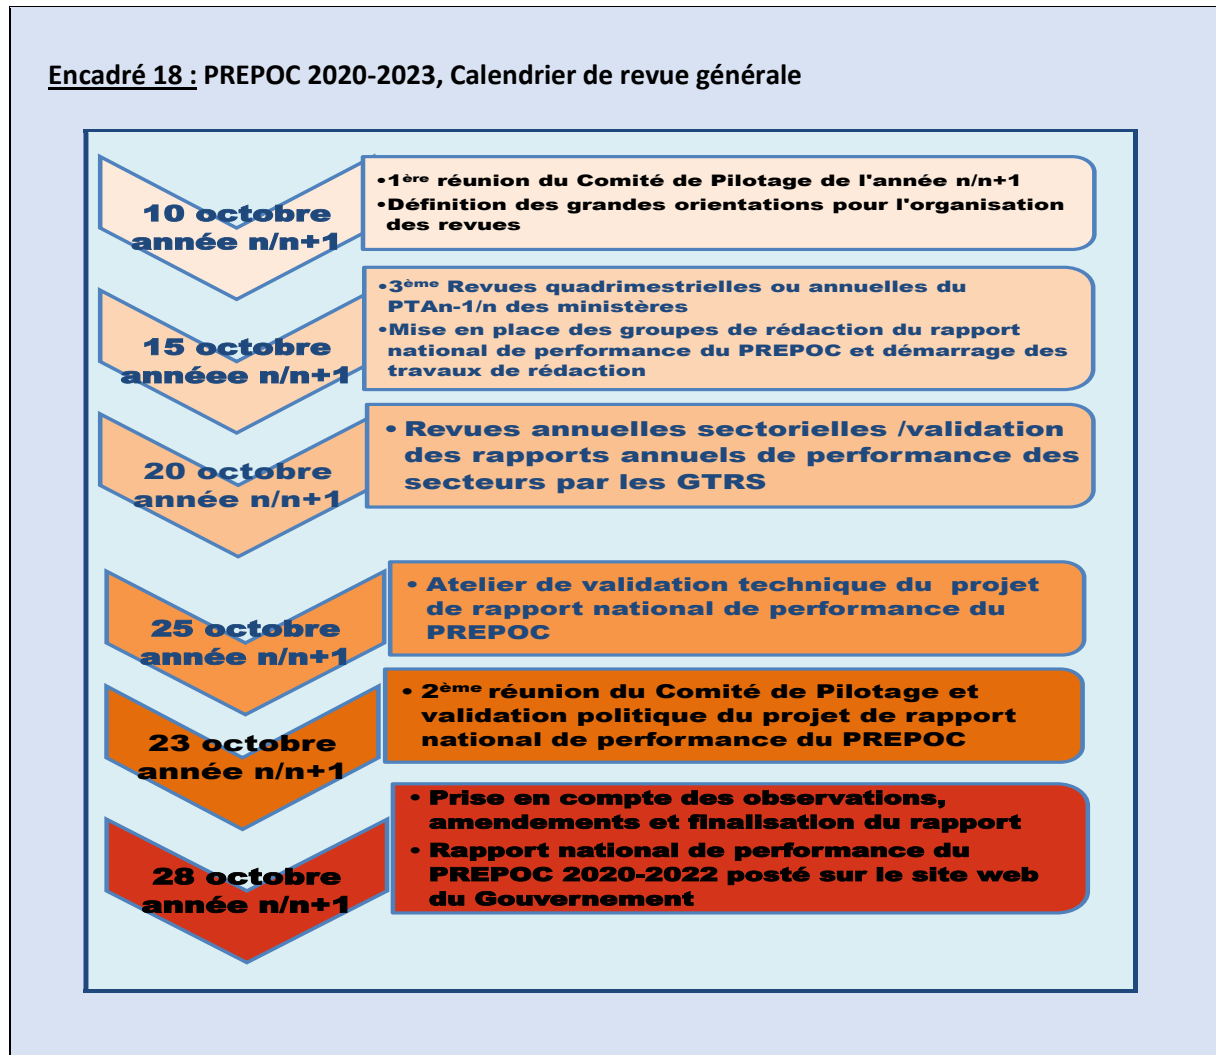 Encadré 18 : PREPOC 2020-2023, Calendrier de revue générale
10 octobre
année n/n+1
•1ère réunion du Comité de Pilotage de l'année n/n+1
•Définition des grandes orientations pour l'organisation
des revues
15 octobre
annéee n/n+1
•3ème Revues quadrimestrielles ou annuelles du
PTAn-1/n des ministères
•Mise en place des groupes de rédaction du rapport
national de performance du PREPOC et démarrage des
travaux de rédaction
20 octobre
année n/n+1
• Revues annuelles sectorielles /validation
des rapports annuels de performance des
secteurs par les GTRS
25 octobre
année n/n+1
• Atelier de validation technique du projet
de rapport national de performance du
PREPOC
23 octobre
année n/n+1
• 2ème réunion du Comité de Pilotage et
validation politique du projet de rapport
national de performance du PREPOC
28 octobre
année n/n+1
• Prise en compte des observations,
amendements et finalisation du rapport
• Rapport national de performance du
PREPOC 2020-2022 posté sur le site web
du Gouvernement